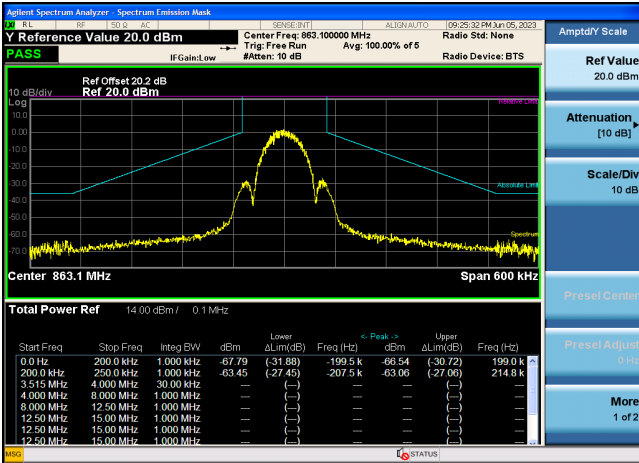 Agilent Spectrum Analyzer - Spectrum Emission Mask
RL RF 50 Ω AC SENSE:INT ALIGN AUTO 09:25:32 PM Jun 05, 2023
Y Reference Value 20.0 dBm
Center Freq: 863.100000 MHz
Radio Std: None
Trig: Free Run Avg: 100.00% of 5
PASS
IFGain:Low
#Atten: 10 dB
Radio Device: BTS
Ref Offset 20.2 dB
10 dB/div Ref 20.0 dBm
Log
Relative Limit
10.0
0.00
-10.0
-20.0
-30.0
Absolute Limit
-40.0
-50.0
Spectrum
-60.0
-70.0
Center 863.1 MHz Span 600 kHz
Total Power Ref 14.00 dBm / 0.1 MHz
Lower <- Peak -> Upper
Start Freq Stop Freq Integ BW dBm ΔLim(dB) Freq (Hz) dBm ΔLim(dB) Freq (Hz)
0.0 Hz 200.0 kHz 1.000 kHz -67.79 (-31.88) -199.5 k -66.54 (-30.72) 199.0 k
200.0 kHz 250.0 kHz 1.000 kHz -63.45 (-27.45) -207.5 k -63.06 (-27.06) 214.8 k
3.515 MHz 4.000 MHz 30.00 kHz --- (---) --- --- (---) ---
4.000 MHz 8.000 MHz 1.000 MHz --- (---) --- --- (---) ---
8.000 MHz 12.50 MHz 1.000 MHz --- (---) --- --- (---) ---
12.50 MHz 15.00 MHz 1.000 MHz --- (---) --- --- (---) ---
12.50 MHz 15.00 MHz 1.000 MHz --- (---) --- --- (---) ---
12.50 MHz 15.00 MHz 1.000 MHz --- (---) --- --- (---) ---
MSG STATUS
Amptd/Y Scale
Ref Value
20.0 dBm
Attenuation
[10 dB]
Scale/Div
10 dB
Presel Center
Presel Adjust
0 Hz
More
1 of 2